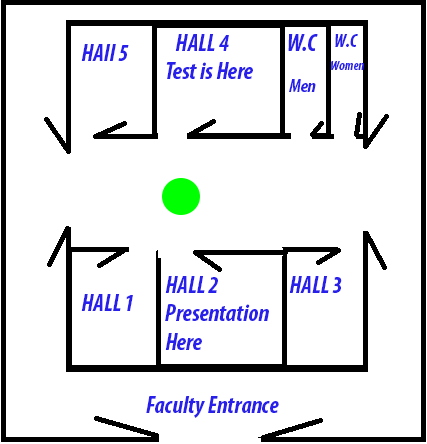 HAll 5
HALL 4
Test is Here
W.C
Men
W.C
Women
HALL 1
HALL 2
Presentation
Here
HALL 3
Faculty Entrance